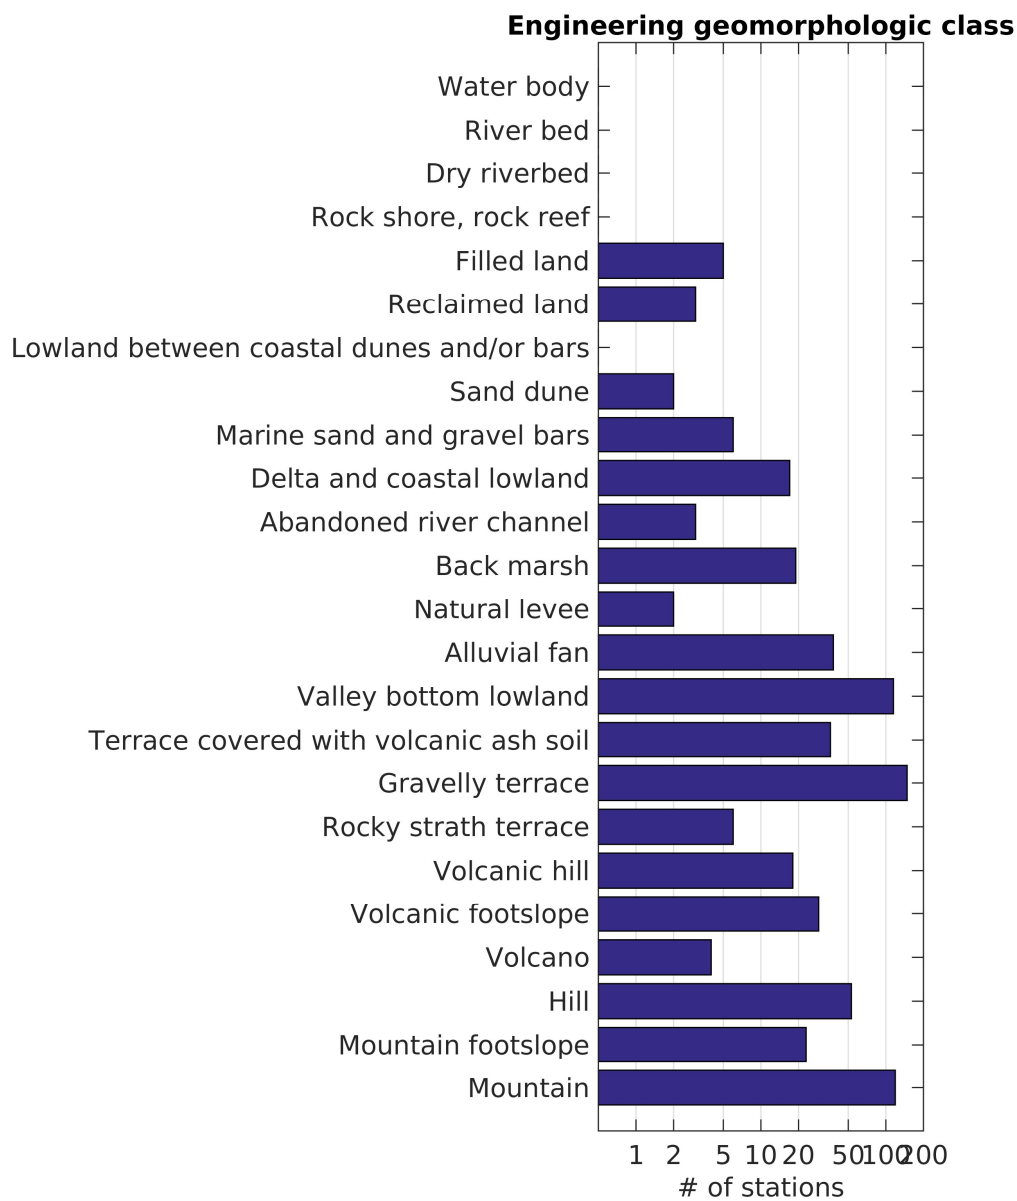 Engineering geomorphologic class
Water body
River bed
Dry riverbed
Rock shore, rock reef
Filled land
Reclaimed land
Lowland between coastal dunes and/or bars
Sand dune
Marine sand and gravel bars
Delta and coastal lowland
Abandoned river channel
Back marsh
Natural levee
Alluvial fan
Valley bottom lowland
Terrace covered with volcanic ash soil
Gravelly terrace
Rocky strath terrace
Volcanic hill
Volcanic footslope
Volcano
Hill
Mountain footslope
Mountain
1 2 5 10 20 50 100 200
# of stations